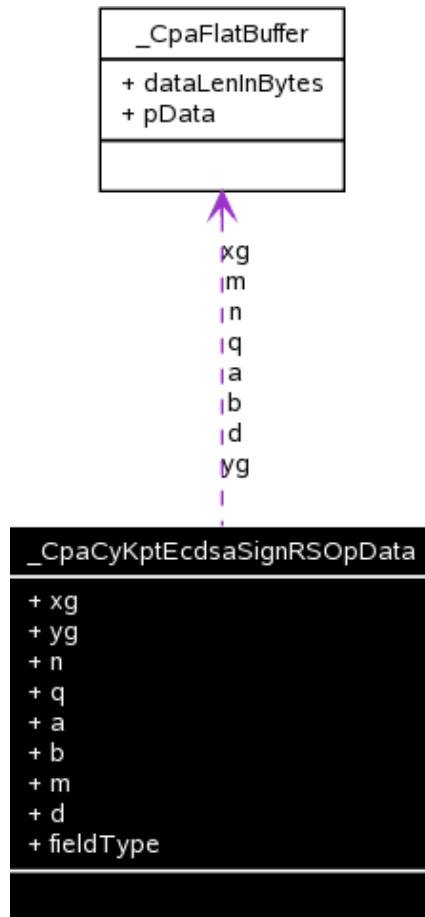 _CpaFlatBuffer
+ dataLenInBytes
+ pData
xg
m
n
q
a
b
d
yg
_CpaCyKptEcdsaSignRSOpData
+ xg
+ yg
+ n
+ q
+ a
+ b
+ m
+ d
+ fieldType